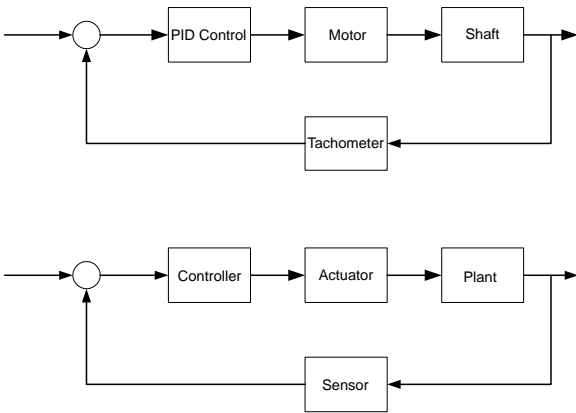 PID Control
Motor
Shaft
Tachometer
Controller
Actuator
Plant
Sensor